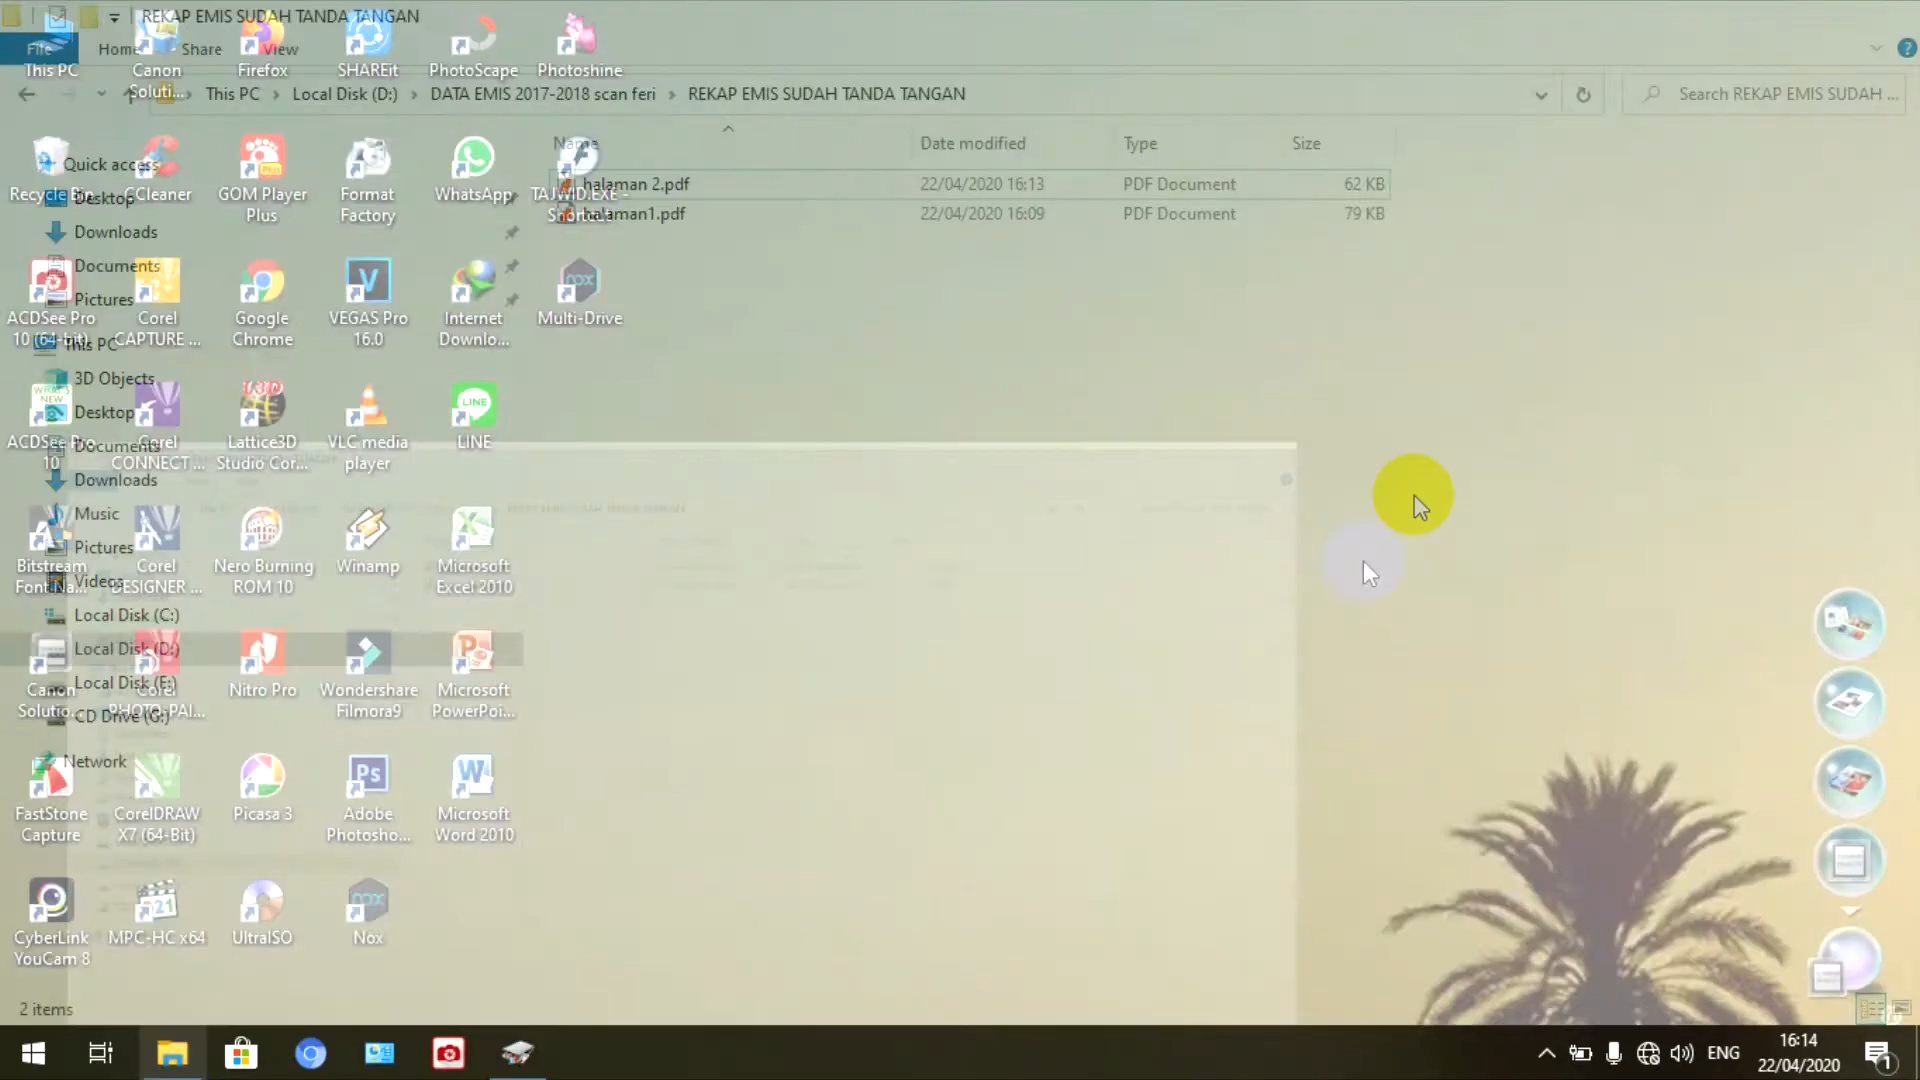 REKAP EMIS SUDAH TANDA TANGAN
File Home Share View
This PC
Canon Soluti...
Firefox
SHAREit
PhotoScape
Photoshine
This PC › Local Disk (D:) › DATA EMIS 2017-2018 scan feri › REKAP EMIS SUDAH TANDA TANGAN
Search REKAP EMIS SUDAH ...
Name Date modified Type Size
halaman 2.pdf 22/04/2020 16:13 PDF Document 62 KB
halaman1.pdf 22/04/2020 16:09 PDF Document 79 KB
Quick access
Desktop
Downloads
Documents
Pictures
This PC
3D Objects
Desktop
Documents
Downloads
Music
Pictures
Videos
Local Disk (C:)
Local Disk (D:)
Local Disk (E:)
CD Drive (G:)
Network
Recycle Bin
CCleaner
GOM Player
Plus
Format
Factory
WhatsApp
TAJWID.EXE -
Shortcut
ACDSee Pro
10 (64-bit)
Corel
CAPTURE ...
Google
Chrome
VEGAS Pro
16.0
Internet
Downlo...
Multi-Drive
ACDSee Pro
10
Corel
CONNECT ...
Lattice3D
Studio Cor...
VLC media
player
LINE
LINE
Bitstream
Font Na...
Corel
DESIGNER ...
Nero Burning
ROM 10
Winamp
Microsoft
Excel 2010
Canon
Solutio...
Corel
PHOTO-PAI...
Nitro Pro
Wondershare
Filmora9
Microsoft
PowerPoi...
FastStone
Capture
CorelDRAW
X7 (64-Bit)
Picasa 3
Adobe
Photosho...
Microsoft
Word 2010
CyberLink
YouCam 8
MPC-HC x64
UltraISO
Nox
2 items
ENG
16:14
22/04/2020
1